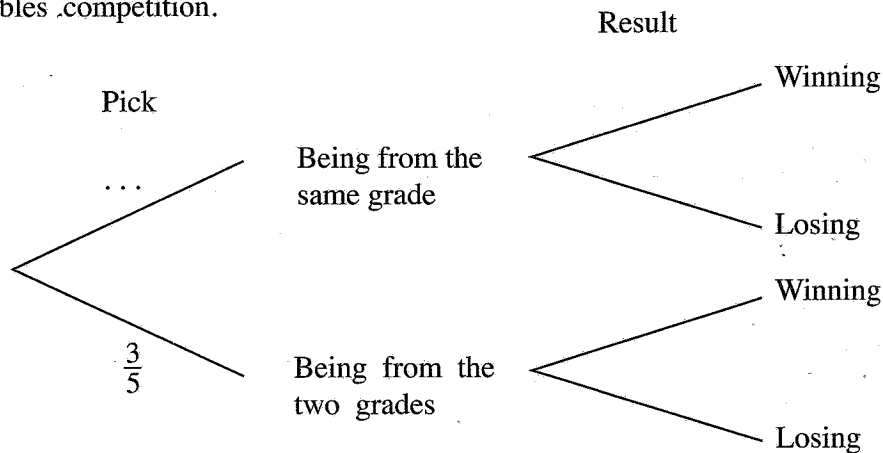 bles .competition.
Result
Winning
Pick
Being from the
same grade
...
Losing
Winning
3/5
Being from the
two grades
Losing